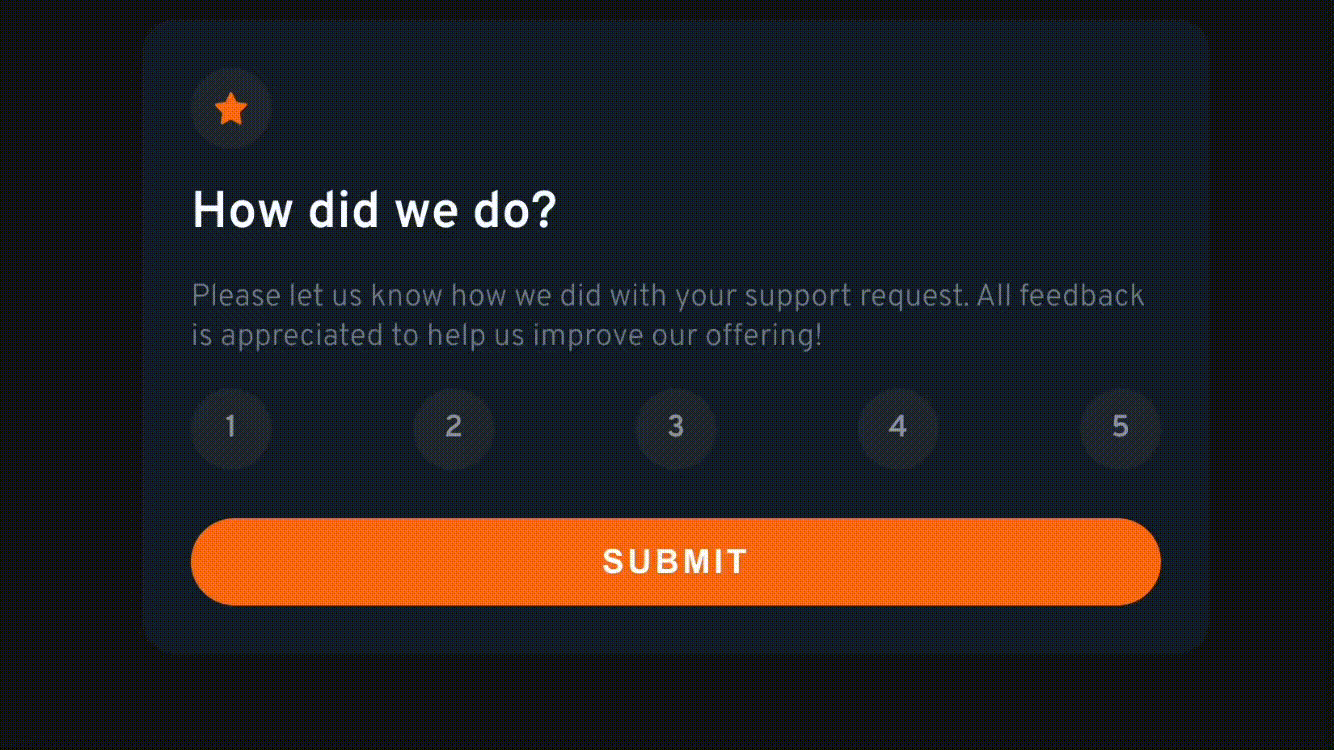 How did we do?
Please let us know how we did with your support request. All feedback
is appreciated to help us improve our offering!
1 2 3 4 5
SUBMIT